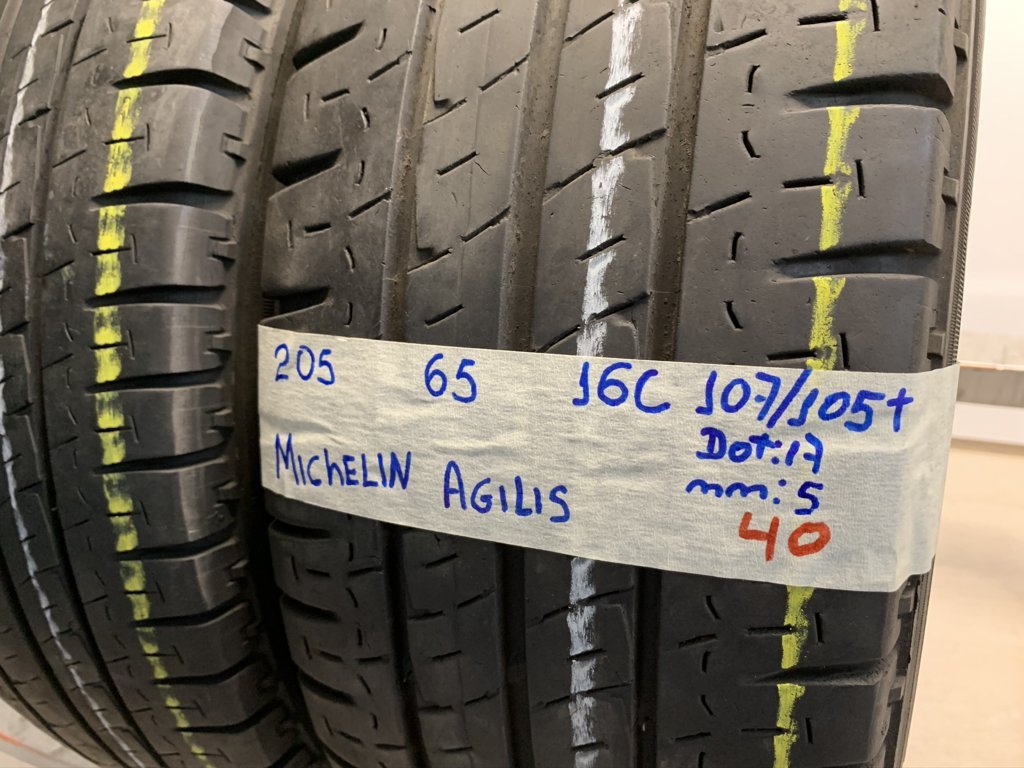 205 65 16C 107/105t
Dot:17
MICHELIN AGILIS
mm:5
40